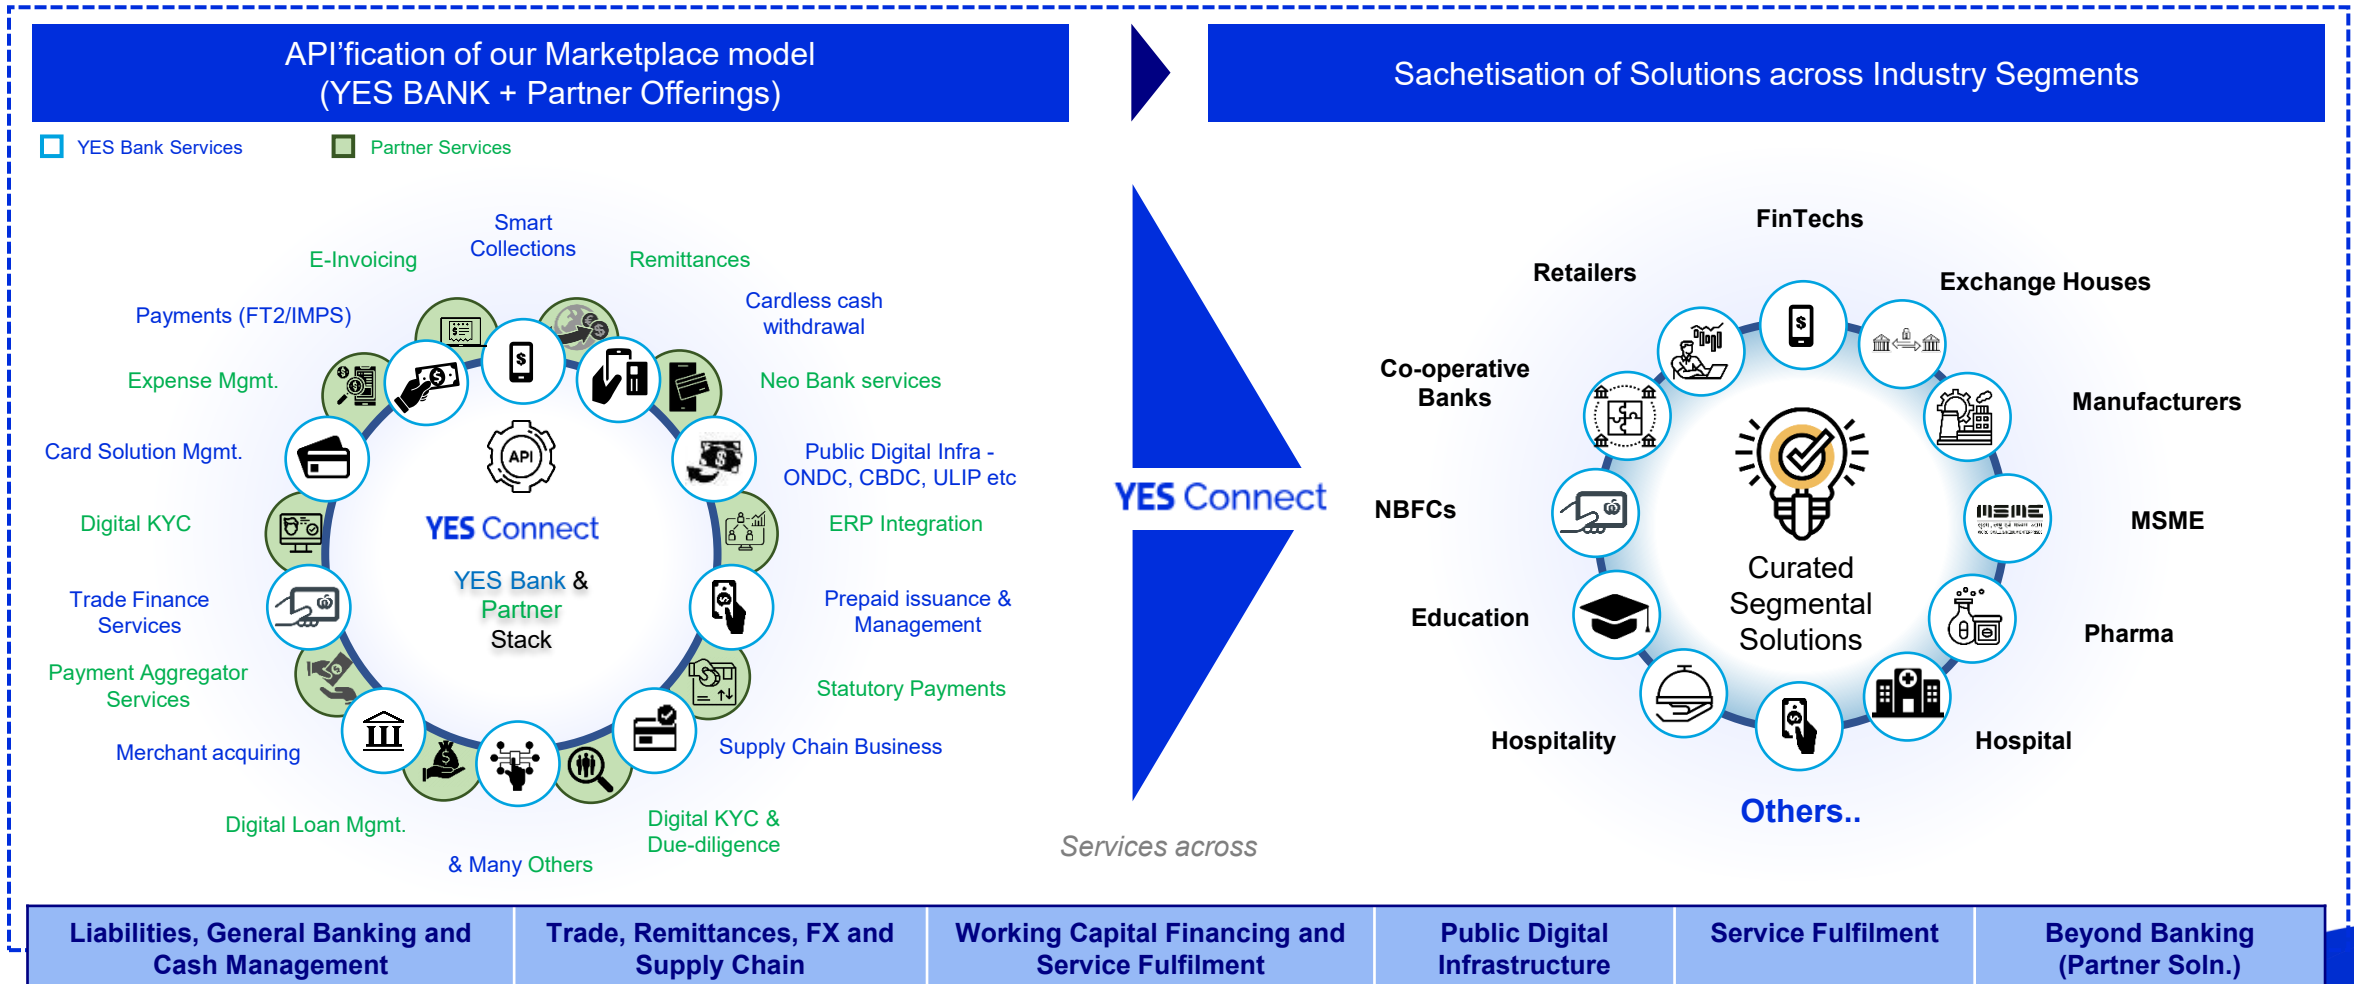 API’fication of our Marketplace model
(YES BANK + Partner Offerings)
Sachetisation of Solutions across Industry Segments
YES Bank Services
Partner Services
Smart
Collections
E-Invoicing
Remittances
Payments (FT2/IMPS)
Cardless cash
withdrawal
Expense Mgmt.
Neo Bank services
Card Solution Mgmt.
Public Digital Infra -
ONDC, CBDC, ULIP etc
Digital KYC
ERP Integration
Trade Finance
Services
Prepaid issuance &
Management
Payment Aggregator
Services
Statutory Payments
Merchant acquiring
Supply Chain Business
Digital Loan Mgmt.
Digital KYC &
Due-diligence
& Many Others
API
YES Connect
YES Bank &
Partner
Stack
YES Connect
Services across
FinTechs
Retailers
Exchange Houses
Co-operative
Banks
Manufacturers
NBFCs
MSME
MSME
Education
Pharma
Hospitality
Hospital
Others..
Curated
Segmental
Solutions
Liabilities, General Banking and
Cash Management
Trade, Remittances, FX and
Supply Chain
Working Capital Financing and
Service Fulfilment
Public Digital
Infrastructure
Service Fulfilment
Beyond Banking
(Partner Soln.)